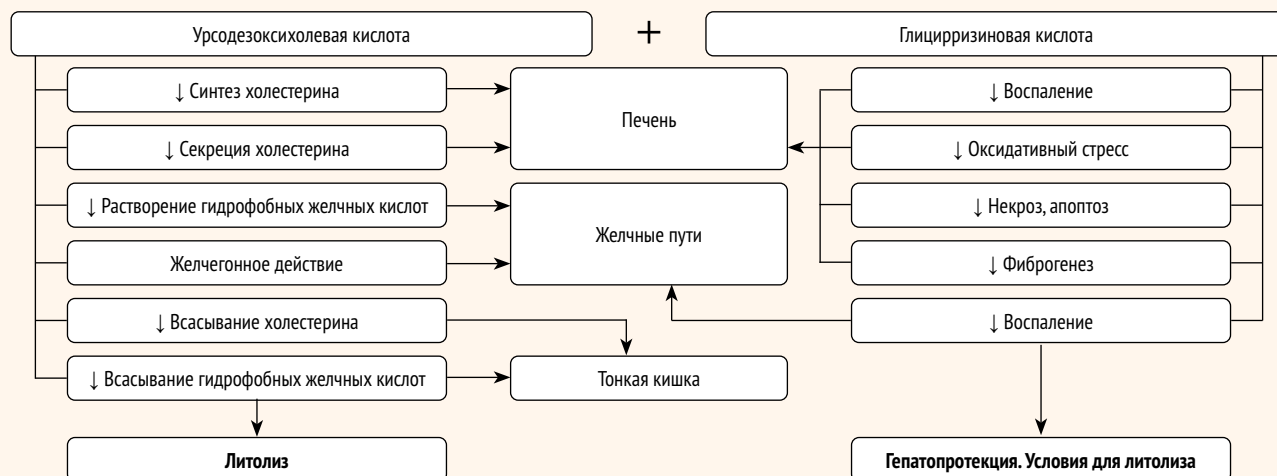 Урсодезоксихолевая кислота
+
Глицирризиновая кислота
↓ Синтез холестерина
Печень
↓ Воспаление
↓ Секреция холестерина
↓ Оксидативный стресс
↓ Растворение гидрофобных желчных кислот
Желчные пути
↓ Некроз, апоптоз
Желчегонное действие
↓ Фиброгенез
↓ Всасывание холестерина
↓ Воспаление
↓ Всасывание гидрофобных желчных кислот
Тонкая кишка
Литолиз
Гепатопротекция. Условия для литолиза